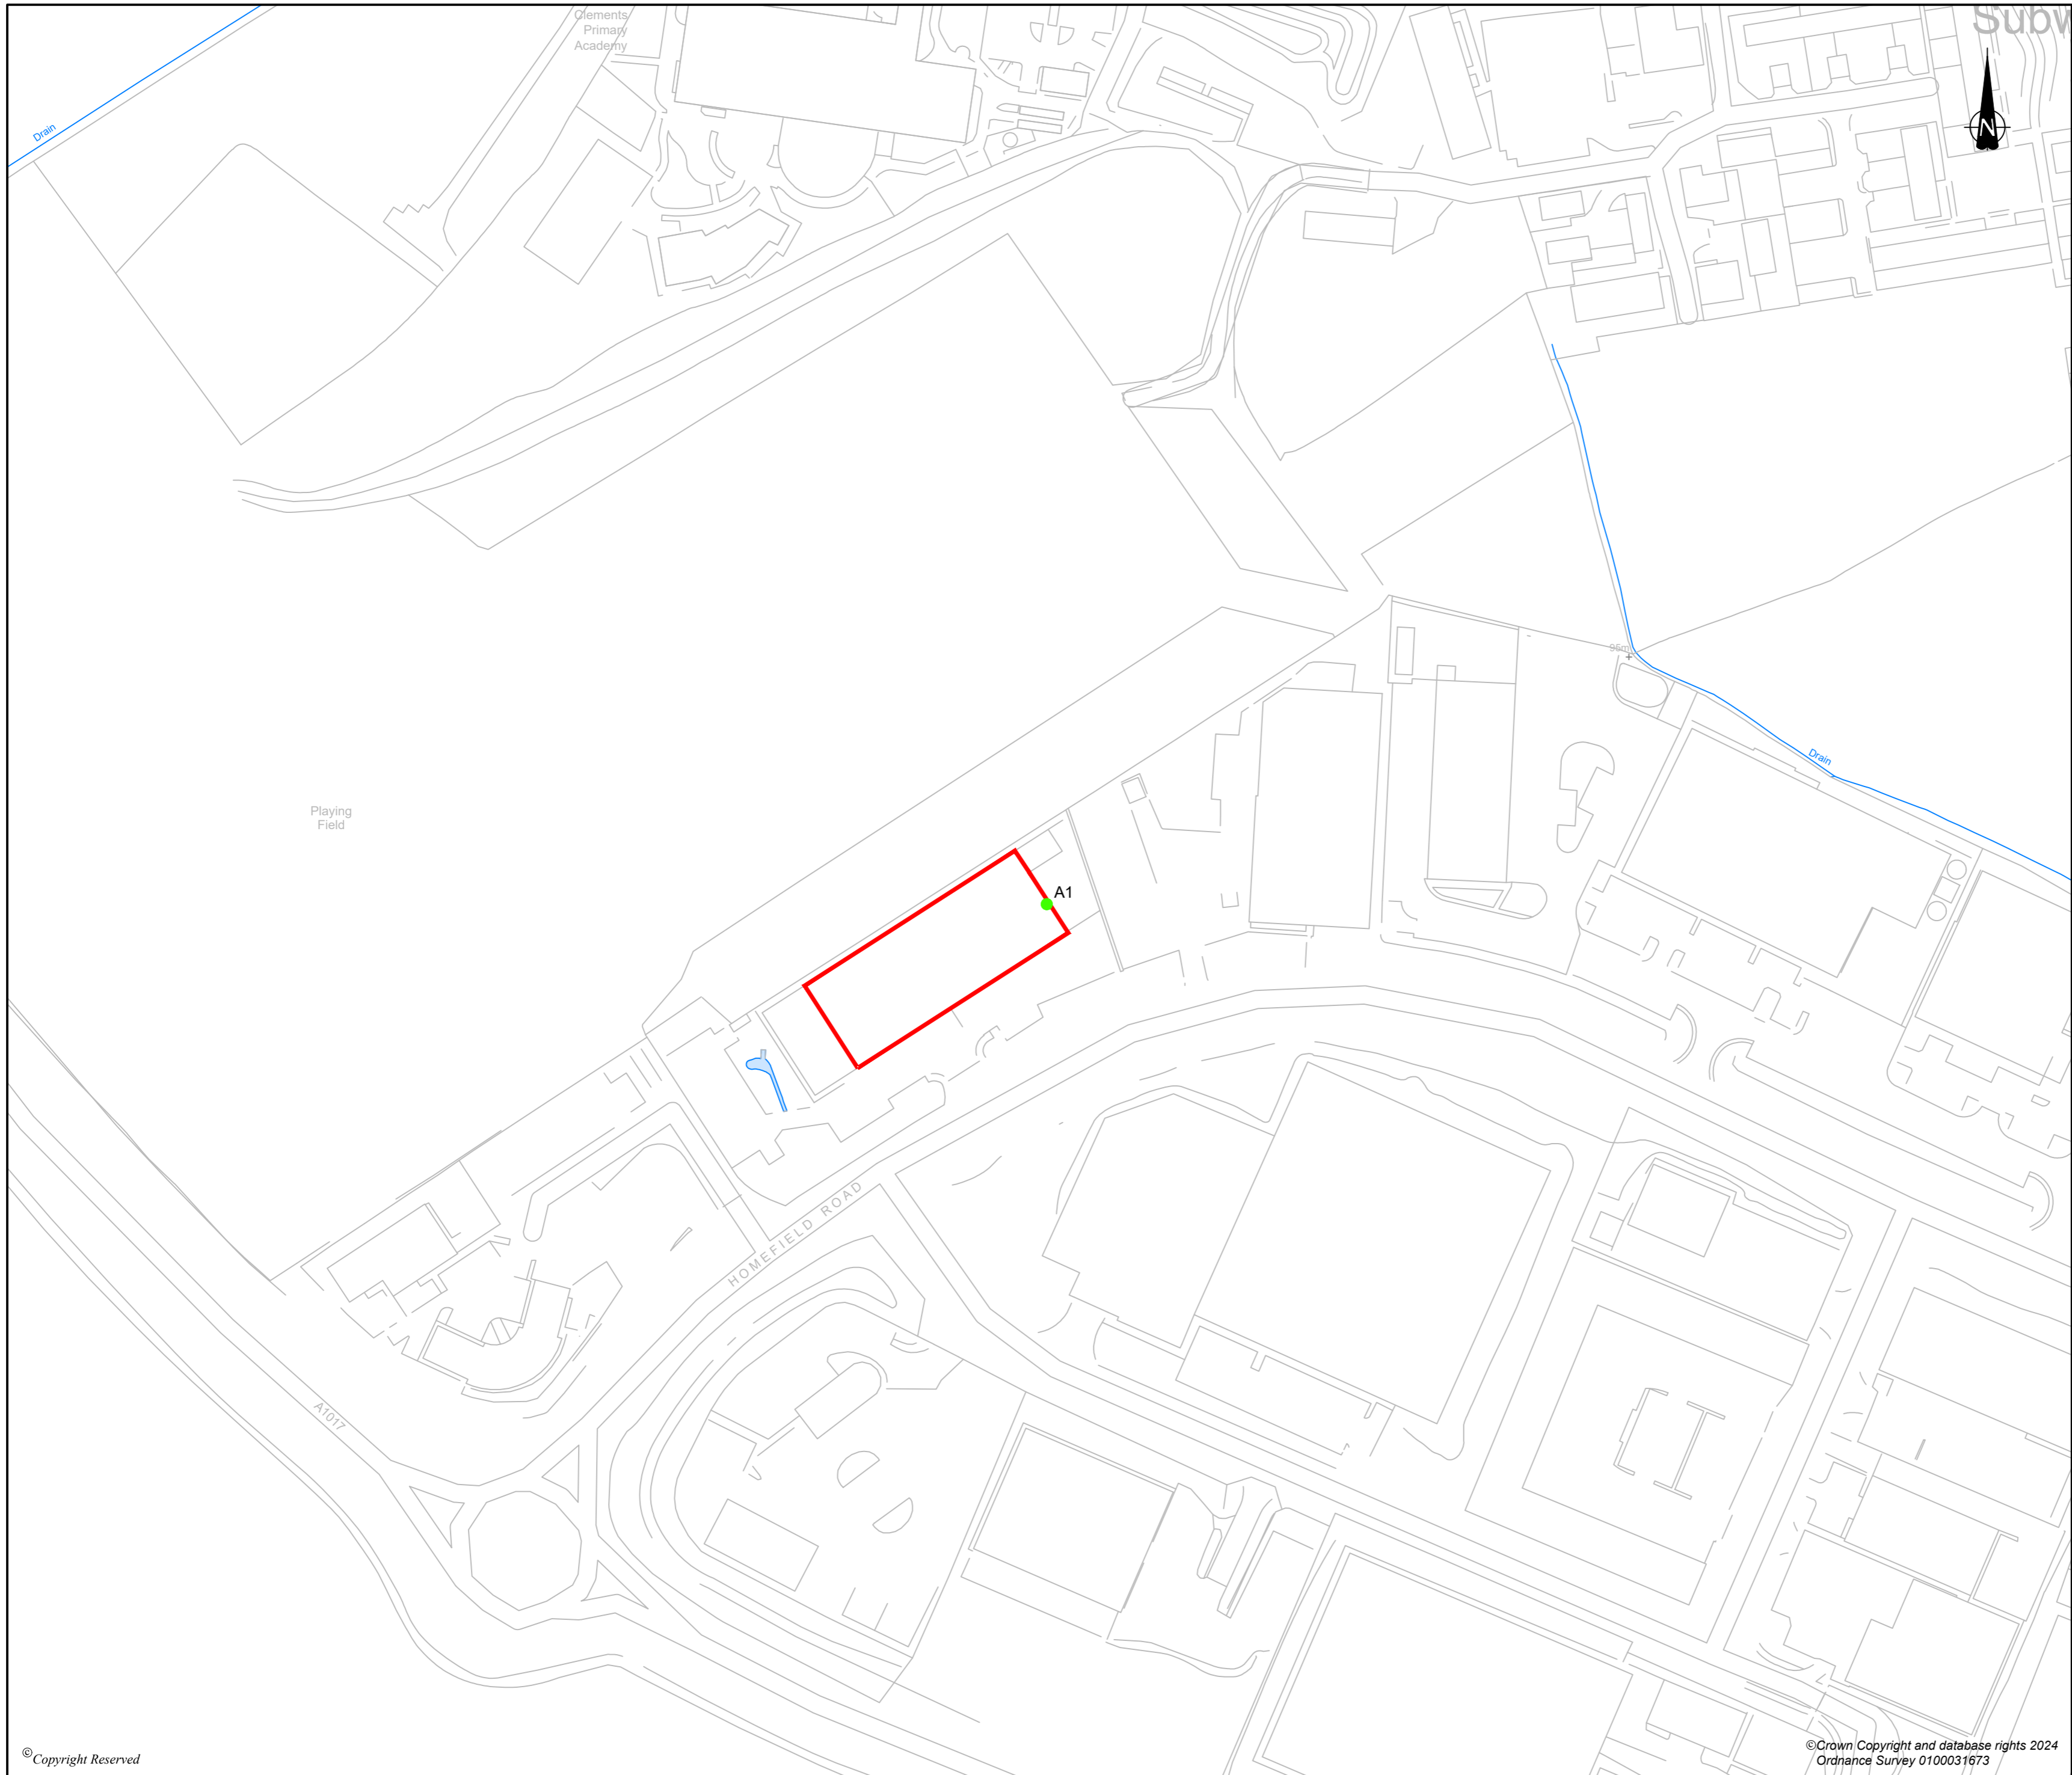 Clements
Primary
Academy
Subw
N
Drain
95m
Drain
Playing
Field
A1
HOMEFIELD ROAD
A1017
©Copyright Reserved
©Crown Copyright and database rights 2024
Ordnance Survey 0100031673